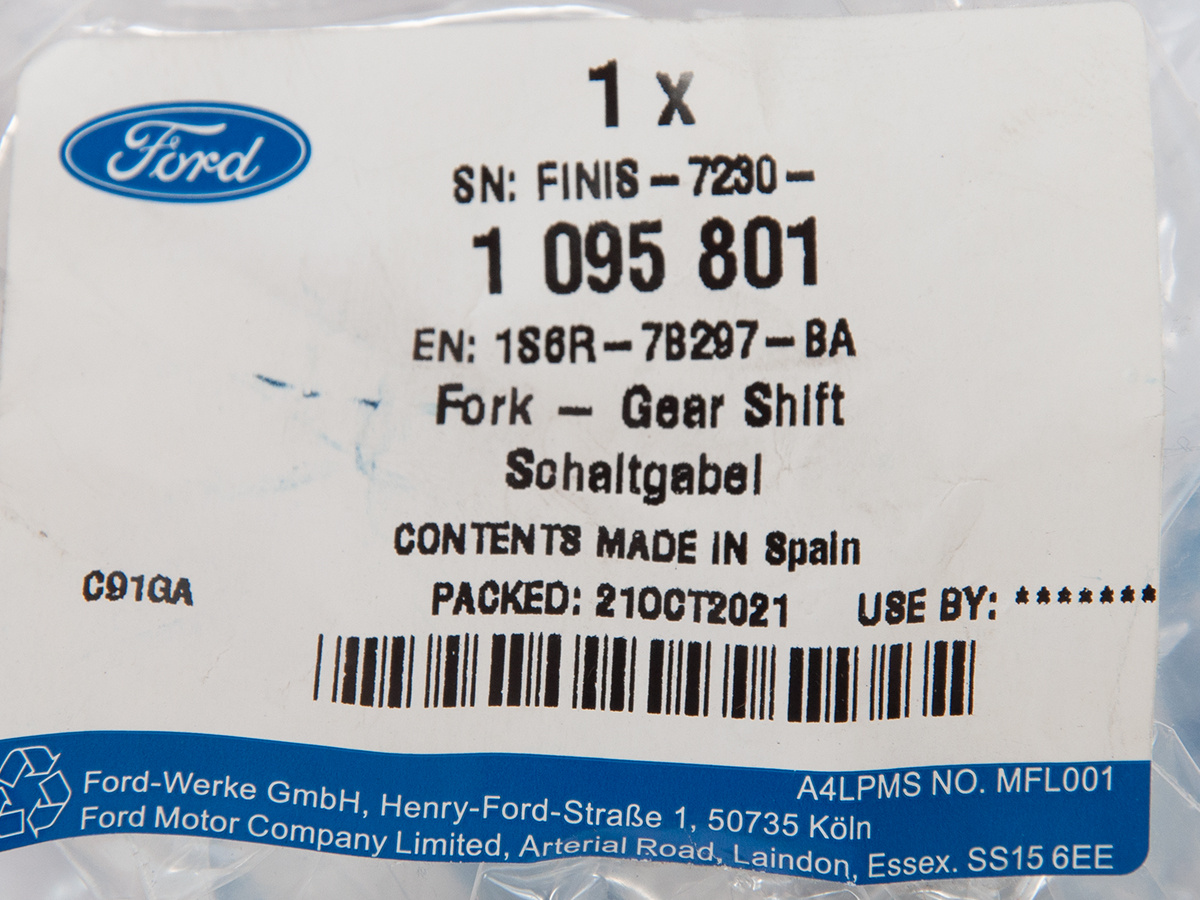 Ford
1 x
SN: FINIS-7230-
1 095 801
EN: 1S6R-7B297-BA
Fork - Gear Shift
Schaltgabel
CONTENTS MADE IN Spain
C91GA PACKED: 21OCT2021 USE BY: *******
A4LPMS NO. MFL001
Ford-Werke GmbH, Henry-Ford-Straße 1, 50735 Köln
Ford Motor Company Limited, Arterial Road, Laindon, Essex. SS15 6EE